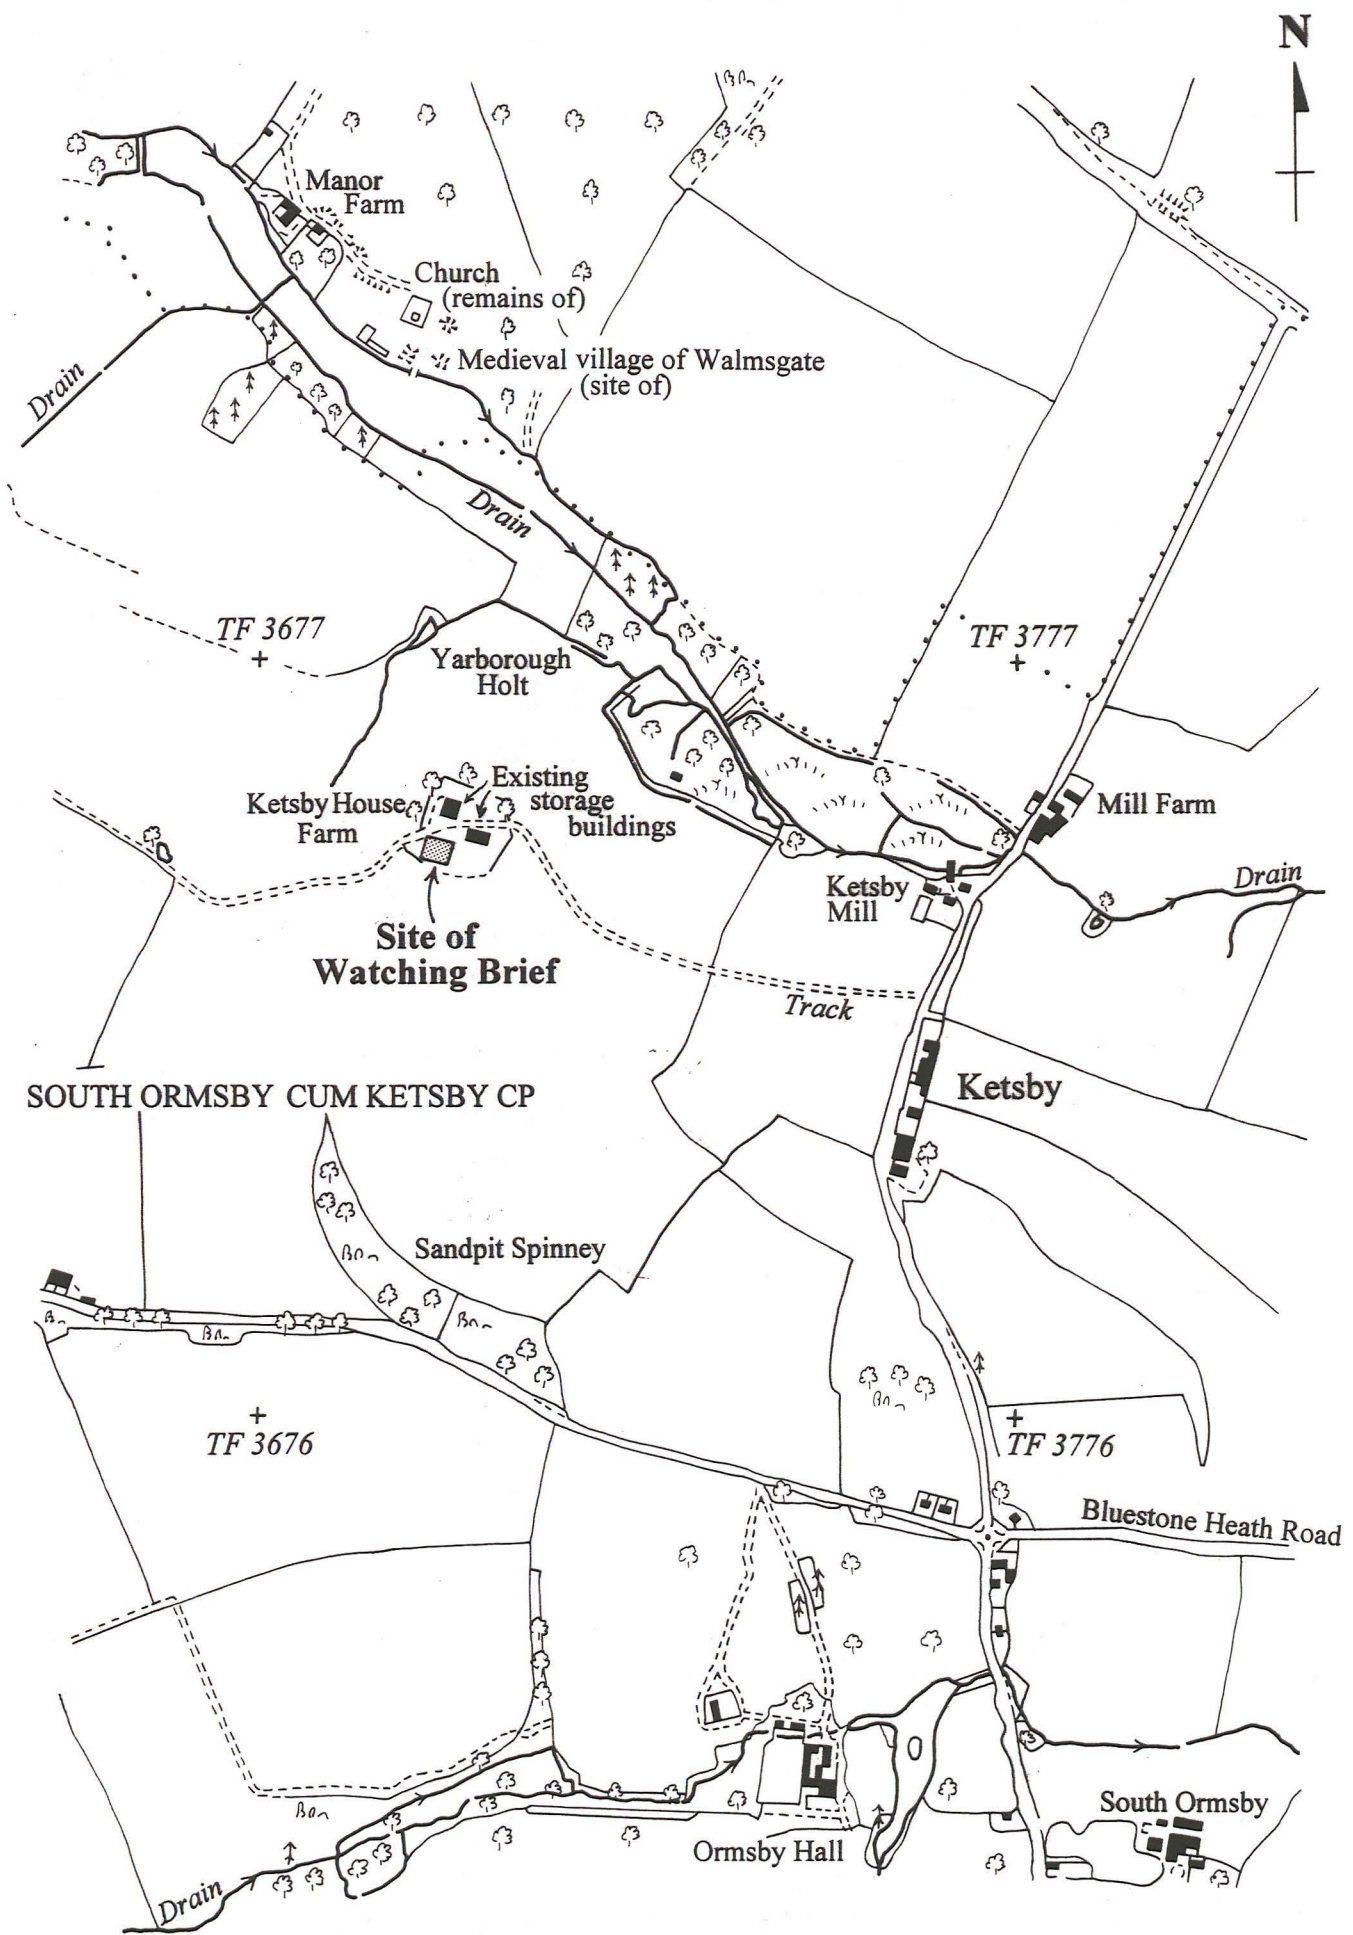 N
Manor
Farm
Church
(remains of)
Medieval village of Walmsgate
(site of)
Drain
Drain
TF 3677
TF 3777
Yarborough
Holt
Existing
storage
buildings
Ketsby House
Farm
Mill Farm
Ketsby
Mill
Drain
Site of
Watching Brief
Track
SOUTH ORMSBY CUM KETSBY CP
Ketsby
Sandpit Spinney
TF 3676
TF 3776
Bluestone Heath Road
South Ormsby
Ormsby Hall
Drain